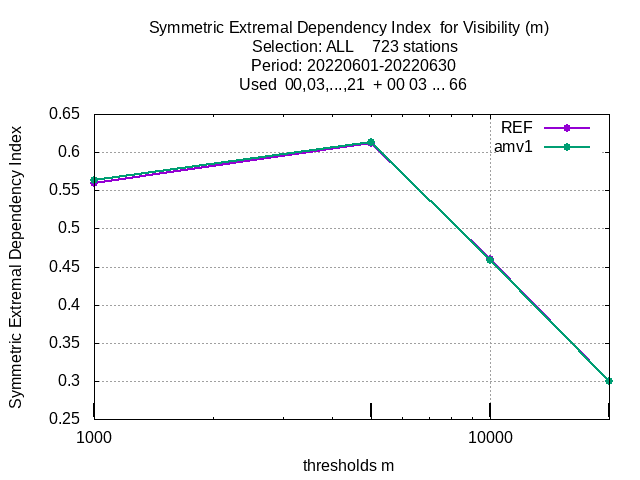 Symmetric Extremal Dependency Index  for Visibility (m)
Selection: ALL    723 stations
Period: 20220601-20220630
Used  00,03,...,21  + 00 03 ... 66
REF
amv1
Symmetric Extremal Dependency Index
0.65
0.6
0.55
0.5
0.45
0.4
0.35
0.3
0.25
1000
10000
thresholds m